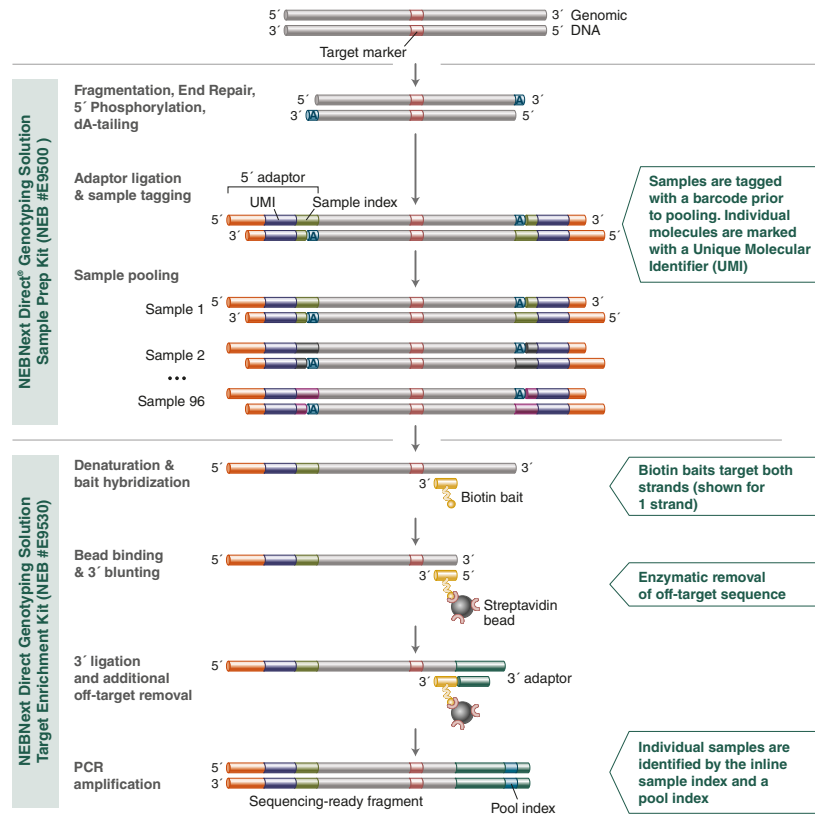 5´ 3´ Genomic
3´ 5´ DNA
Target marker
NEBNext Direct® Genotyping Solution
Sample Prep Kit (NEB #E9500 )
Fragmentation, End Repair,
5´ Phosphorylation,
dA-tailing
5´ A 3´
3´ A 5´
Adaptor ligation
& sample tagging
5´ adaptor
UMI Sample index
5´ A 3´
3´ A 5´
Samples are tagged
with a barcode prior
to pooling. Individual
molecules are marked
with a Unique Molecular
Identifier (UMI)
Sample pooling
Sample 1
5´ A 3´
3´ A 5´
Sample 2
A
A
•••
Sample 96
A
A
NEBNext Direct Genotyping Solution
Target Enrichment Kit (NEB #E9530)
Denaturation &
bait hybridization
5´ 3´
3´
Biotin bait
Biotin baits target both
strands (shown for
1 strand)
Bead binding
& 3´ blunting
5´ 3´
3´ 5´
Streptavidin
bead
Enzymatic removal
of off-target sequence
3´ ligation
and additional
off-target removal
5´
3´
3´ adaptor
PCR
amplification
5´
3´
Sequencing-ready fragment
Pool index
Individual samples are
identified by the inline
sample index and a
pool index